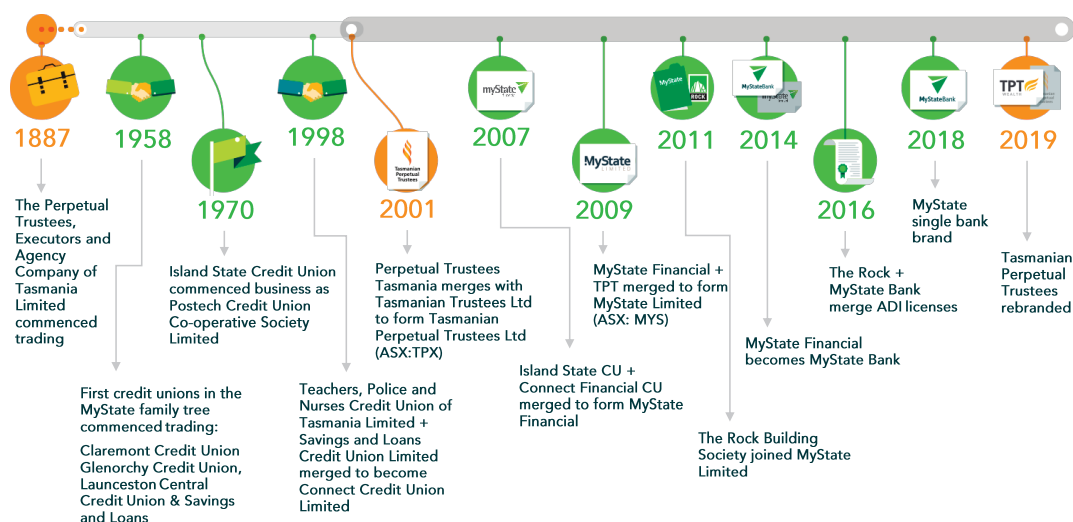 1887
The Perpetual
Trustees,
Executors and
Agency
Company of
Tasmania
Limited
commenced
trading
1958
First credit unions in the
MyState family tree
commenced trading:
Claremont Credit Union
Glenorchy Credit Union,
Launceston Central
Credit Union & Savings
and Loans
1970
Island State Credit Union
commenced business as
Postech Credit Union
Co-operative Society
Limited
1998
Teachers, Police and
Nurses Credit Union of
Tasmania Limited +
Savings and Loans
Credit Union Limited
merged to become
Connect Credit Union
Limited
Tasmanian
Perpetual
Trustees
2001
Perpetual Trustees
Tasmania merges with
Tasmanian Trustees Ltd
to form Tasmanian
Perpetual Trustees Ltd
(ASX:TPX)
myState
2007
Island State CU +
Connect Financial CU
merged to form MyState
Financial
MyState
LIMITED
2009
MyState Financial +
TPT merged to form
MyState Limited
(ASX: MYS)
MyState
ROCK
2011
The Rock Building
Society joined MyState
Limited
MyStateBank
myState
2014
MyState Financial
becomes MyState Bank
2016
The Rock +
MyState Bank
merge ADI licenses
MyStateBank
2018
MyState
single bank
brand
TPT
WEALTH
2019
Tasmanian
Perpetual
Trustees
rebranded